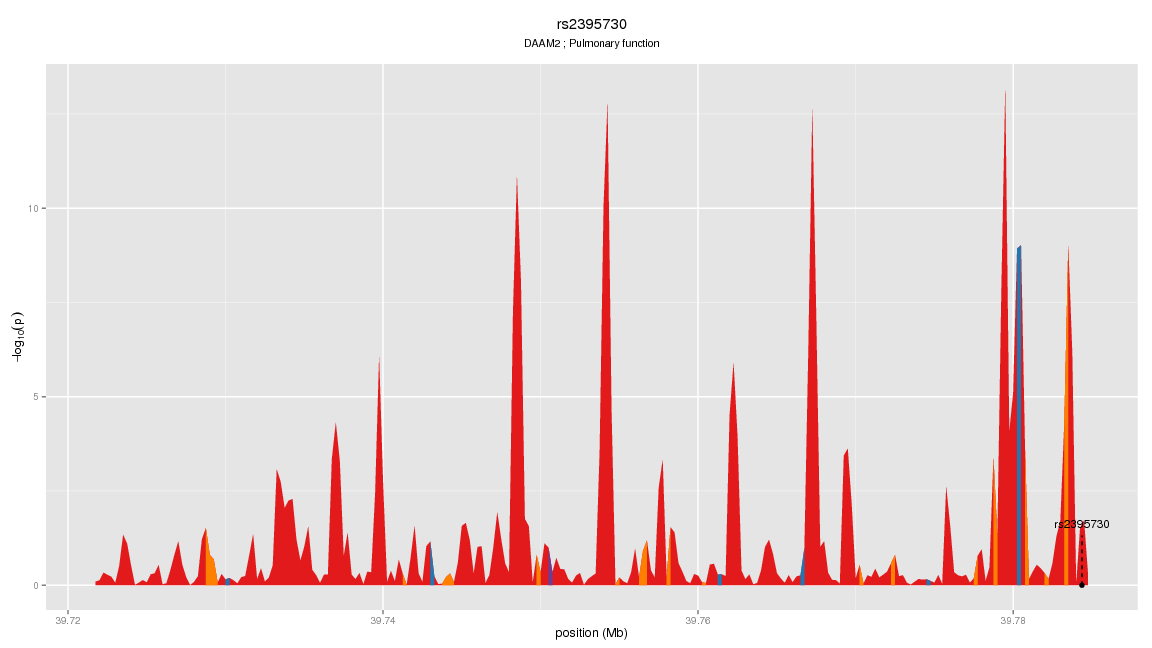 rs2395730
DAAM2 ; Pulmonary function
−log10(p)
10
5
0
rs2395730
39.72 39.74 39.76 39.78
position (Mb)